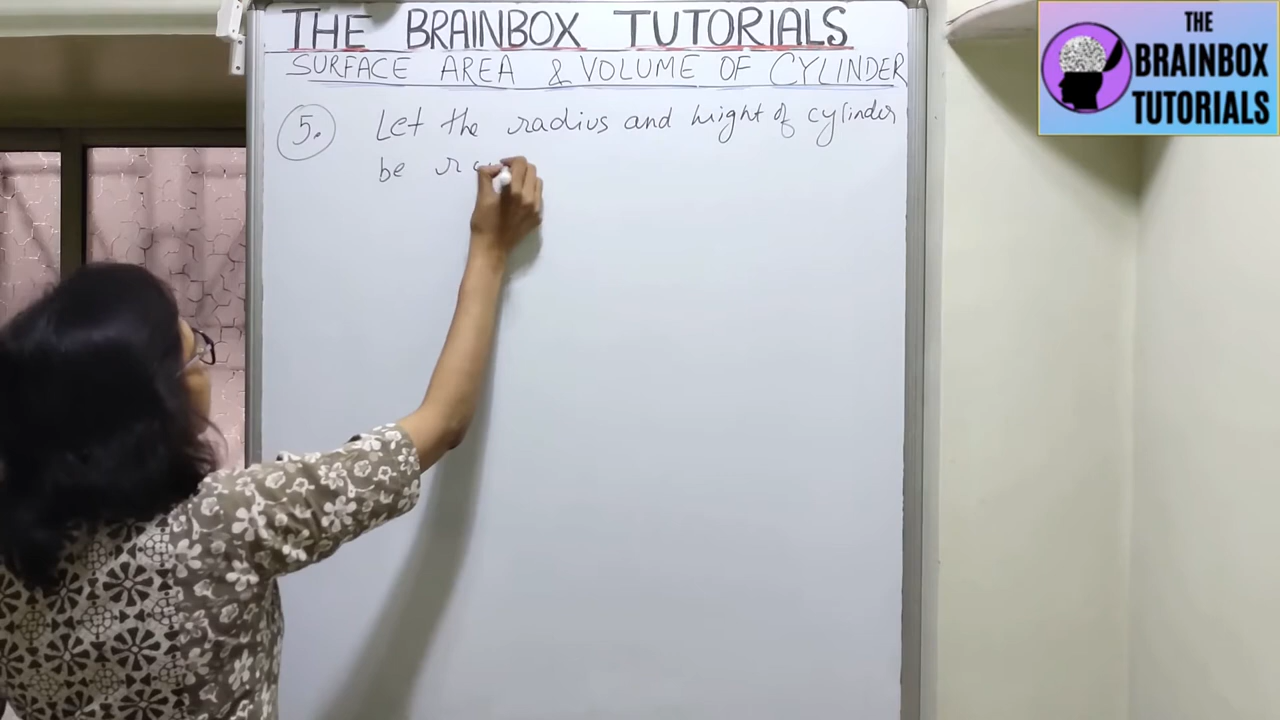 THE BRAINBOX TUTORIALS
SURFACE AREA & VOLUME OF CYLINDER
5. Let the radius and height of cylinder
be r
THE
BRAINBOX
TUTORIALS